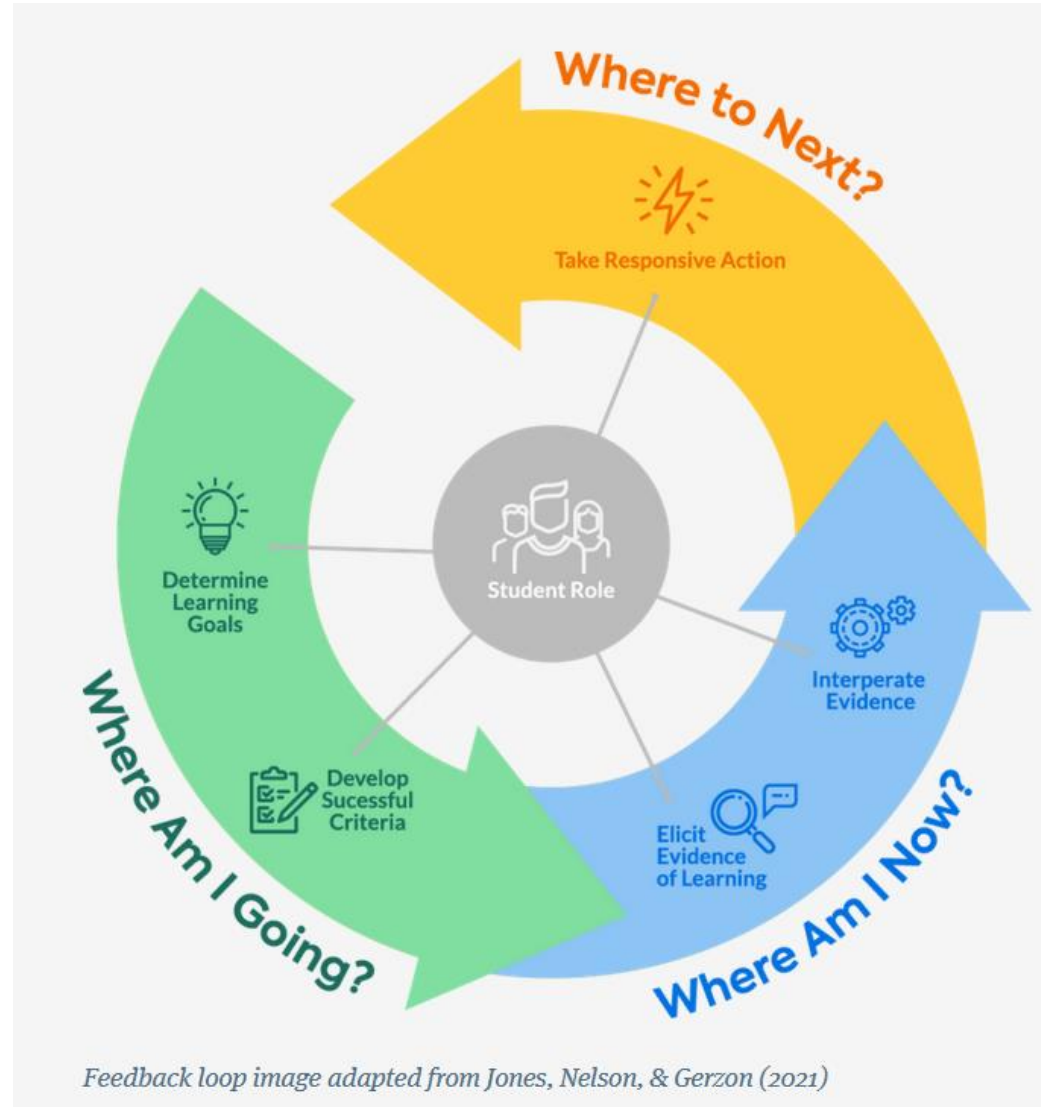 Where to Next?
Take Responsive Action
Student Role
Determine
Learning
Goals
Develop
Sucessful
Criteria
Where Am I Going?
Elicit
Evidence
of Learning
Interperate
Evidence
Where Am I Now?
Feedback loop image adapted from Jones, Nelson, & Gerzon (2021)